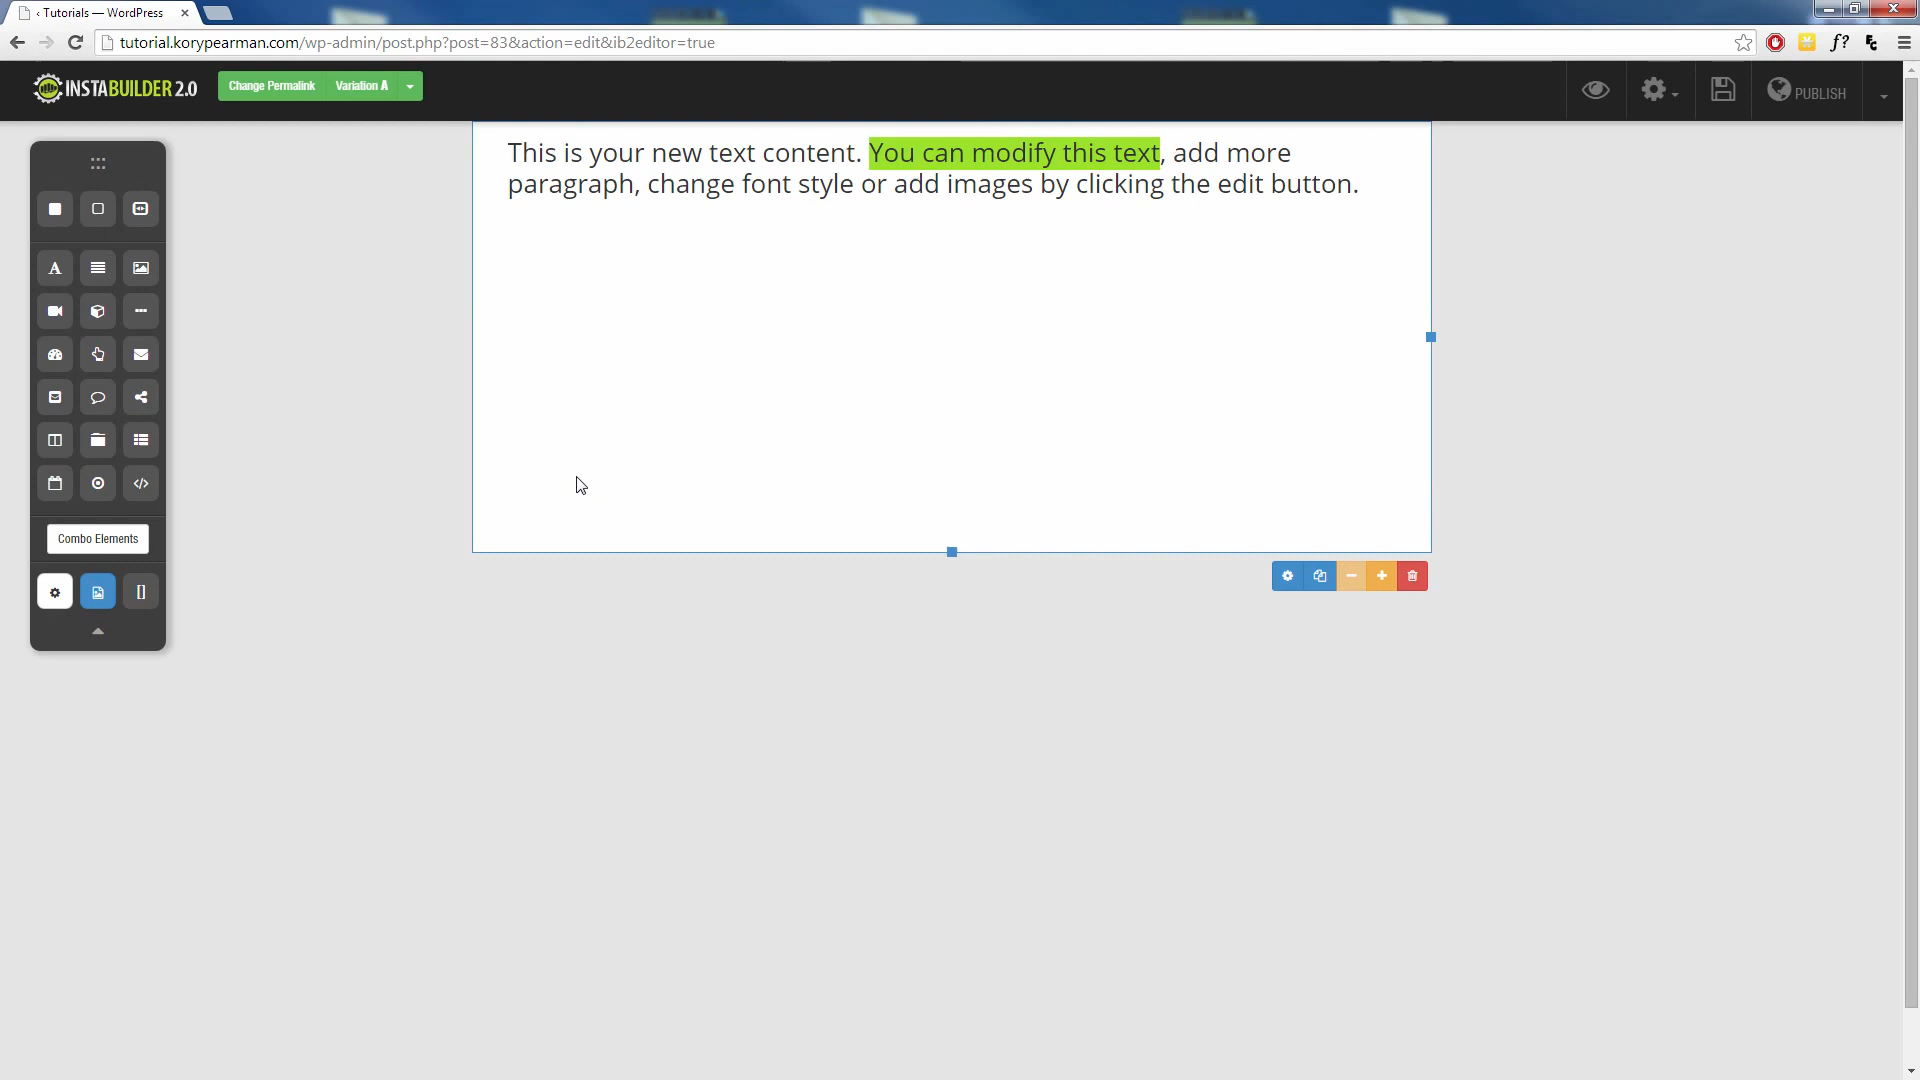 ‹ Tutorials — WordPress
tutorial.korypearman.com/wp-admin/post.php?post=83&action=edit&ib2editor=true
f?
INSTABUILDER 2.0
Change Permalink
Variation A
PUBLISH
This is your new text content. You can modify this text, add more
paragraph, change font style or add images by clicking the edit button.
A
</>
Combo Elements
[]